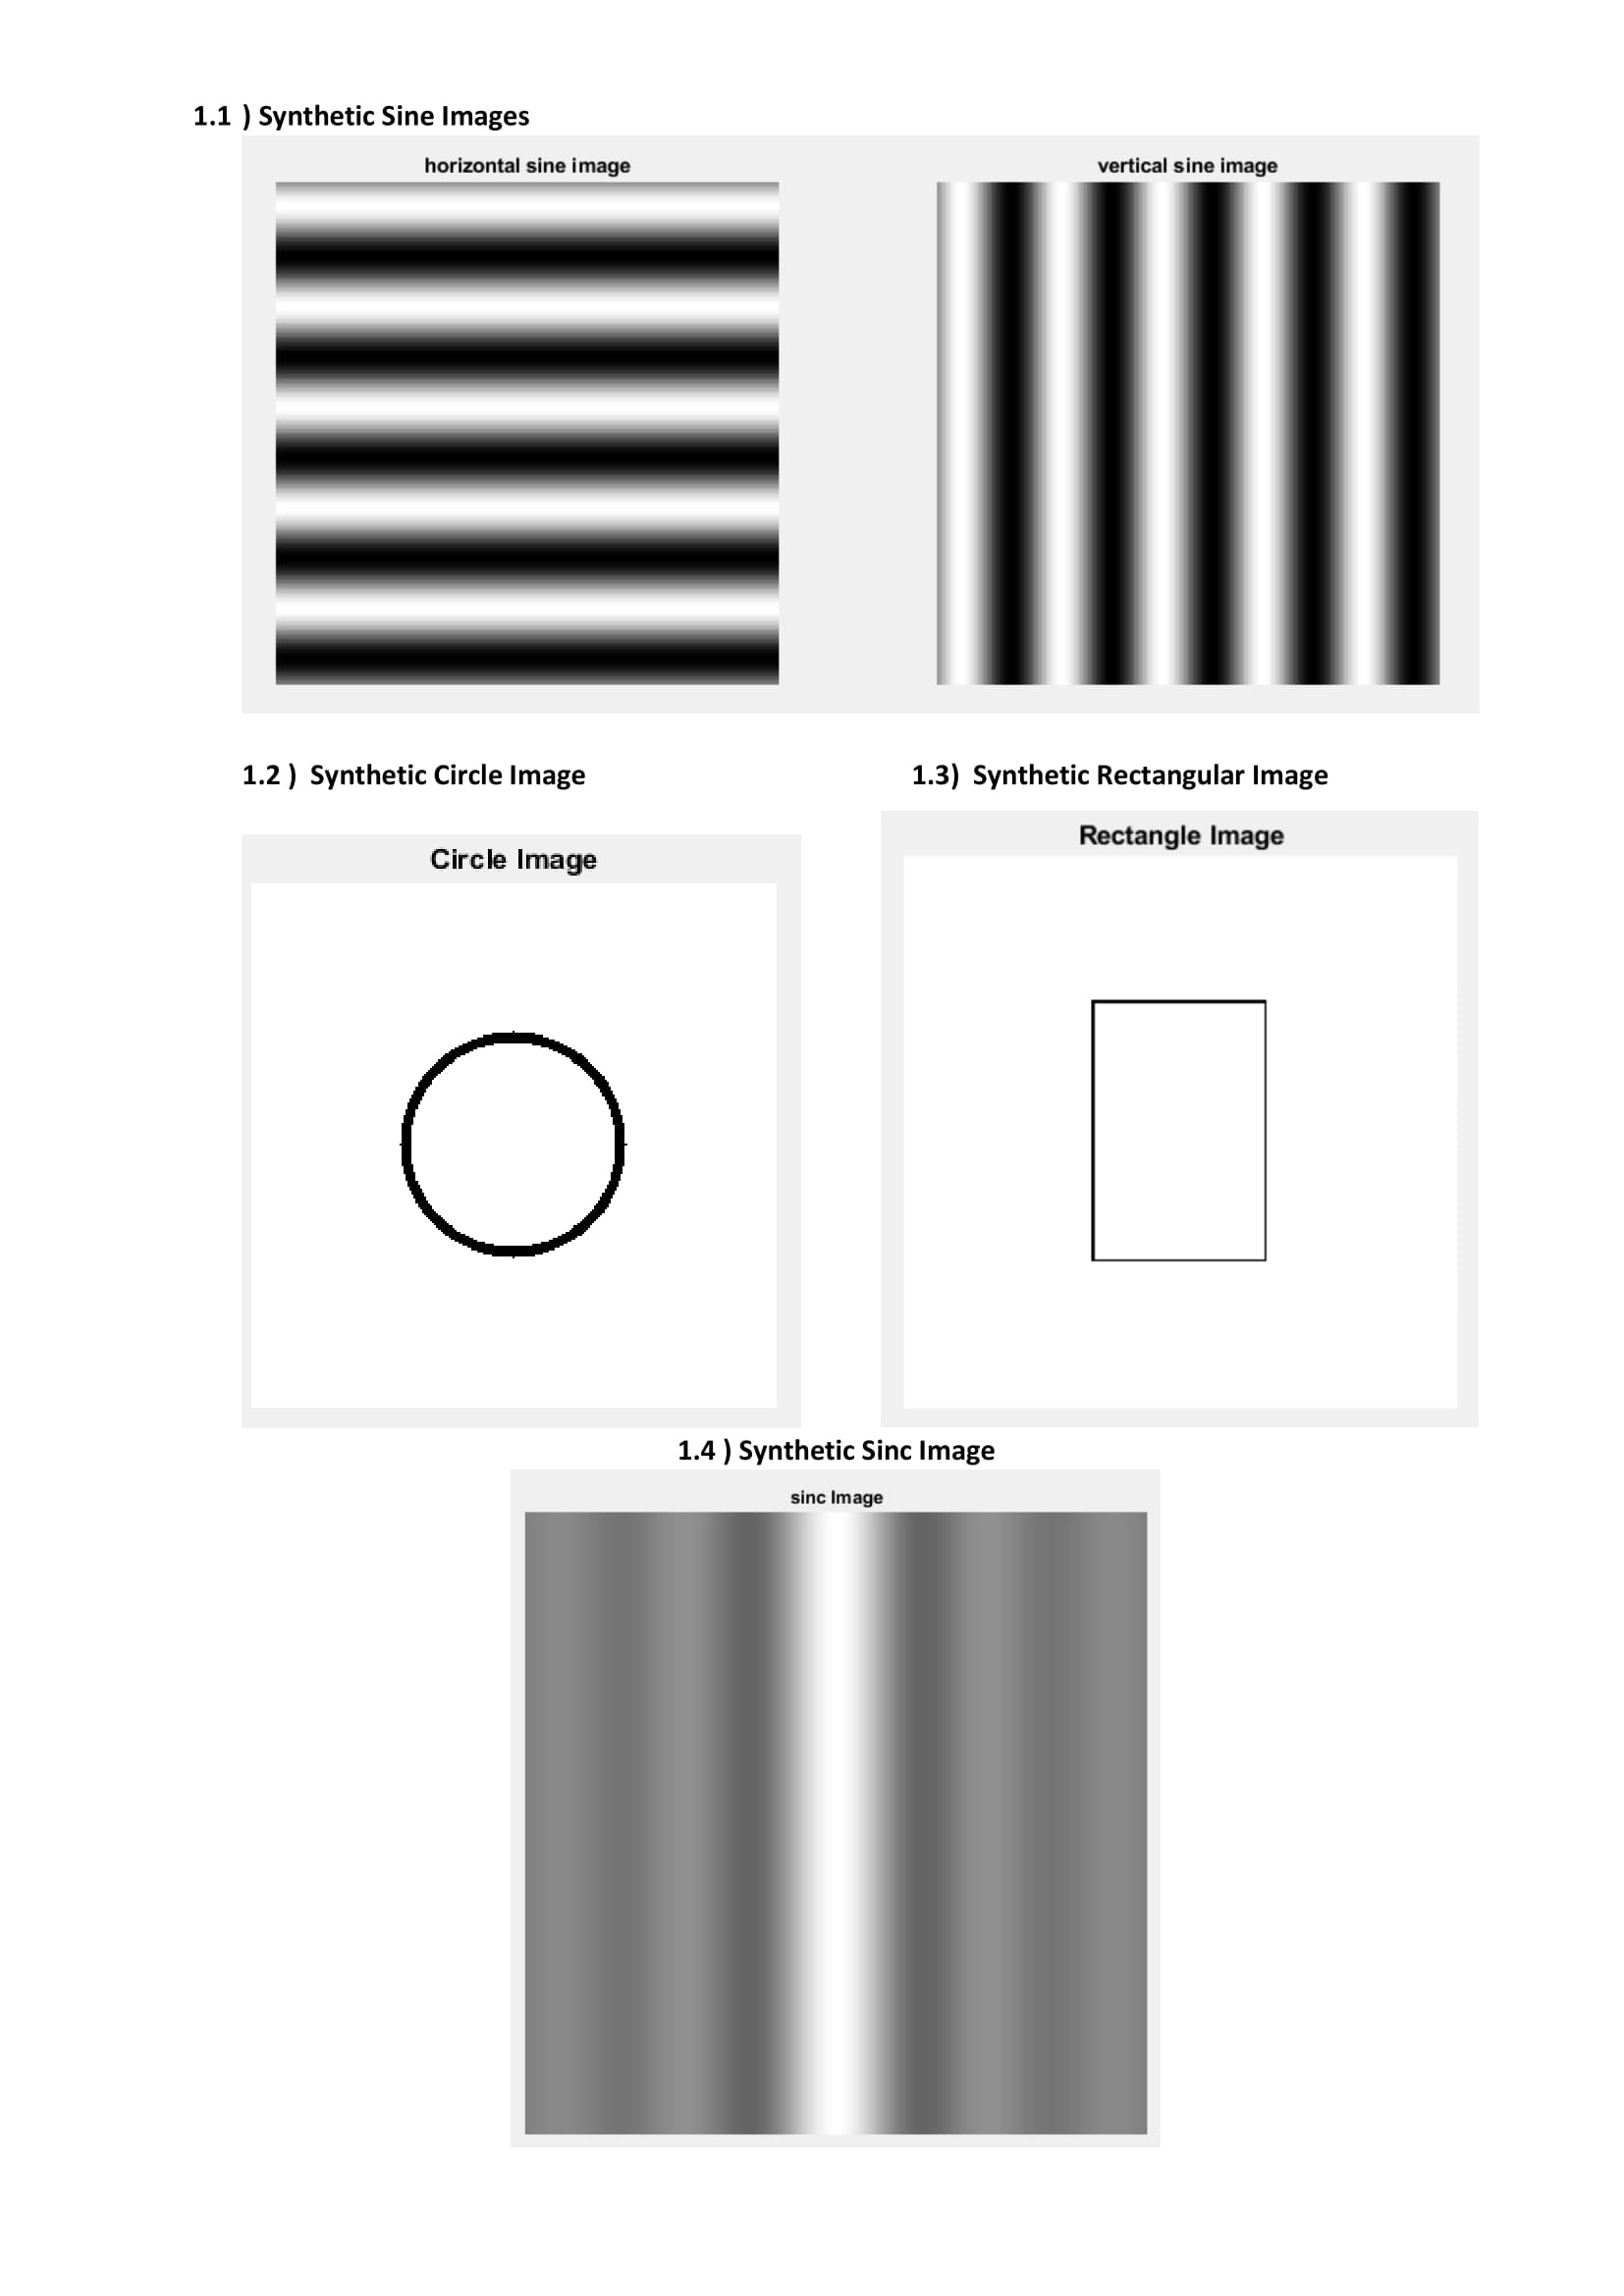 1.1 ) Synthetic Sine Images
horizontal sine image
vertical sine image
1.2 ) Synthetic Circle Image
1.3) Synthetic Rectangular Image
Circle Image
Rectangle Image
1.4 ) Synthetic Sinc Image
sinc Image